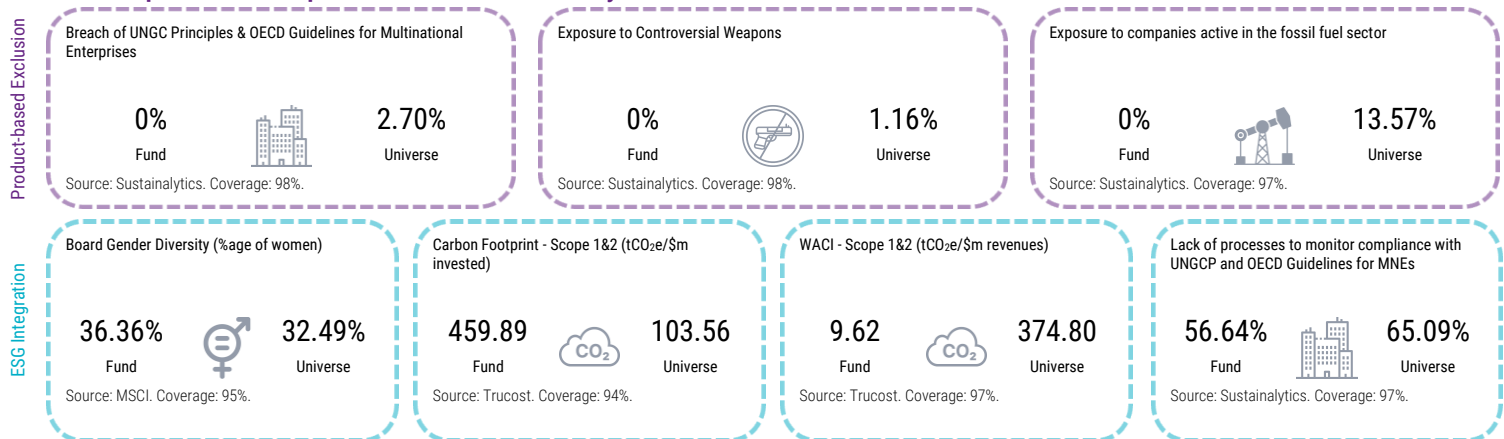 Product-based Exclusion
Breach of UNGC Principles & OECD Guidelines for Multinational
Enterprises
0%
Fund
2.70%
Universe
Source: Sustainalytics. Coverage: 98%.
Exposure to Controversial Weapons
0%
Fund
1.16%
Universe
Source: Sustainalytics. Coverage: 98%.
Exposure to companies active in the fossil fuel sector
0%
Fund
13.57%
Universe
Source: Sustainalytics. Coverage: 97%.
ESG Integration
Board Gender Diversity (%age of women)
36.36%
Fund
32.49%
Universe
Source: MSCI. Coverage: 95%.
Carbon Footprint - Scope 1&2 (tCO₂e/$m
invested)
459.89
Fund
CO₂
103.56
Universe
Source: Trucost. Coverage: 94%.
WACI - Scope 1&2 (tCO₂e/$m revenues)
9.62
Fund
CO₂
374.80
Universe
Source: Trucost. Coverage: 97%.
Lack of processes to monitor compliance with
UNGCP and OECD Guidelines for MNEs
56.64%
Fund
65.09%
Universe
Source: Sustainalytics. Coverage: 97%.